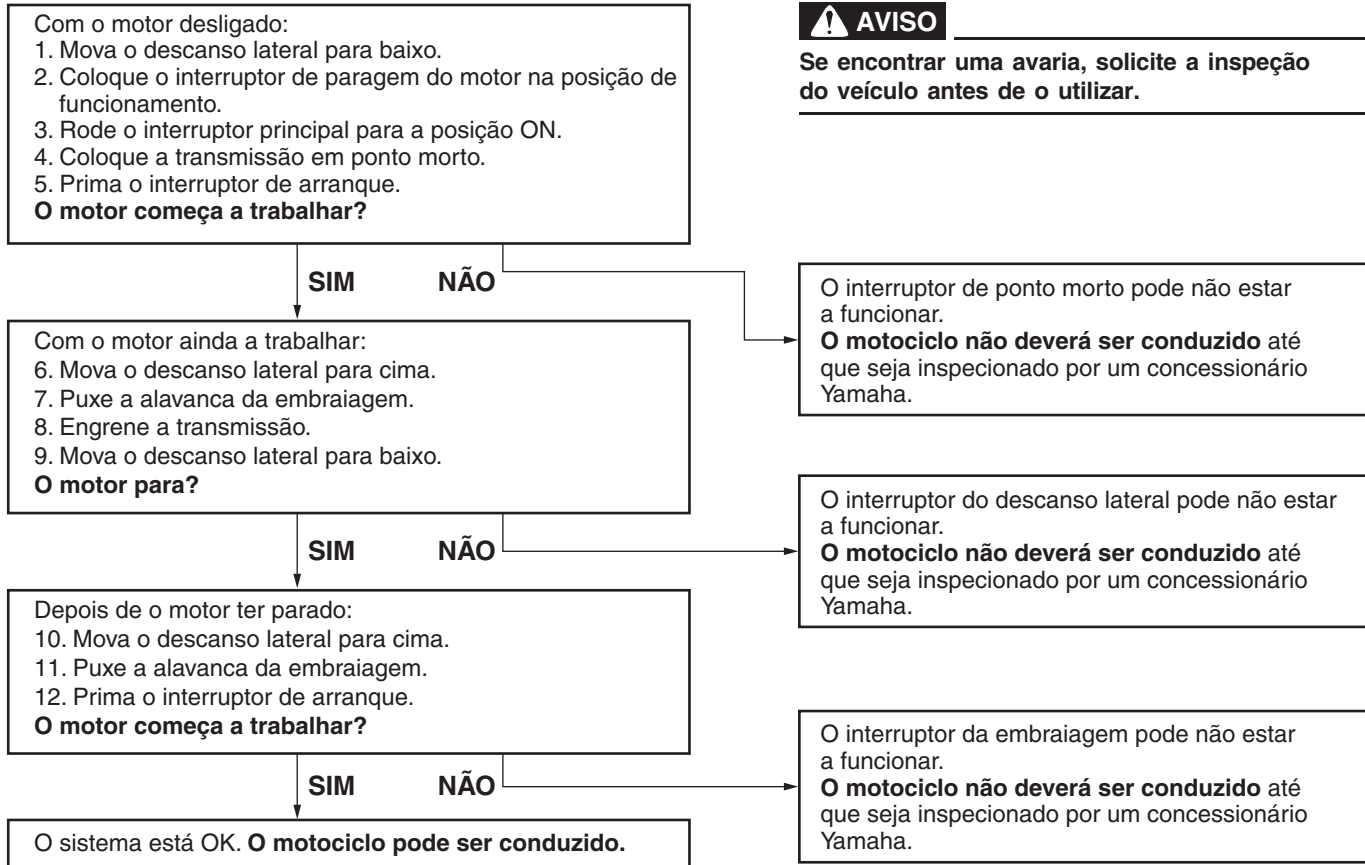 Com o motor desligado:
1. Mova o descanso lateral para baixo.
2. Coloque o interruptor de paragem do motor na posição de
funcionamento.
3. Rode o interruptor principal para a posição ON.
4. Coloque a transmissão em ponto morto.
5. Prima o interruptor de arranque.
O motor começa a trabalhar?
AVISO
Se encontrar uma avaria, solicite a inspeção
do veículo antes de o utilizar.
SIM NÃO
O interruptor de ponto morto pode não estar
a funcionar.
O motociclo não deverá ser conduzido até
que seja inspecionado por um concessionário
Yamaha.
Com o motor ainda a trabalhar:
6. Mova o descanso lateral para cima.
7. Puxe a alavanca da embraiagem.
8. Engrene a transmissão.
9. Mova o descanso lateral para baixo.
O motor para?
SIM NÃO
O interruptor do descanso lateral pode não estar
a funcionar.
O motociclo não deverá ser conduzido até
que seja inspecionado por um concessionário
Yamaha.
Depois de o motor ter parado:
10. Mova o descanso lateral para cima.
11. Puxe a alavanca da embraiagem.
12. Prima o interruptor de arranque.
O motor começa a trabalhar?
SIM NÃO
O interruptor da embraiagem pode não estar
a funcionar.
O motociclo não deverá ser conduzido até
que seja inspecionado por um concessionário
Yamaha.
O sistema está OK. O motociclo pode ser conduzido.